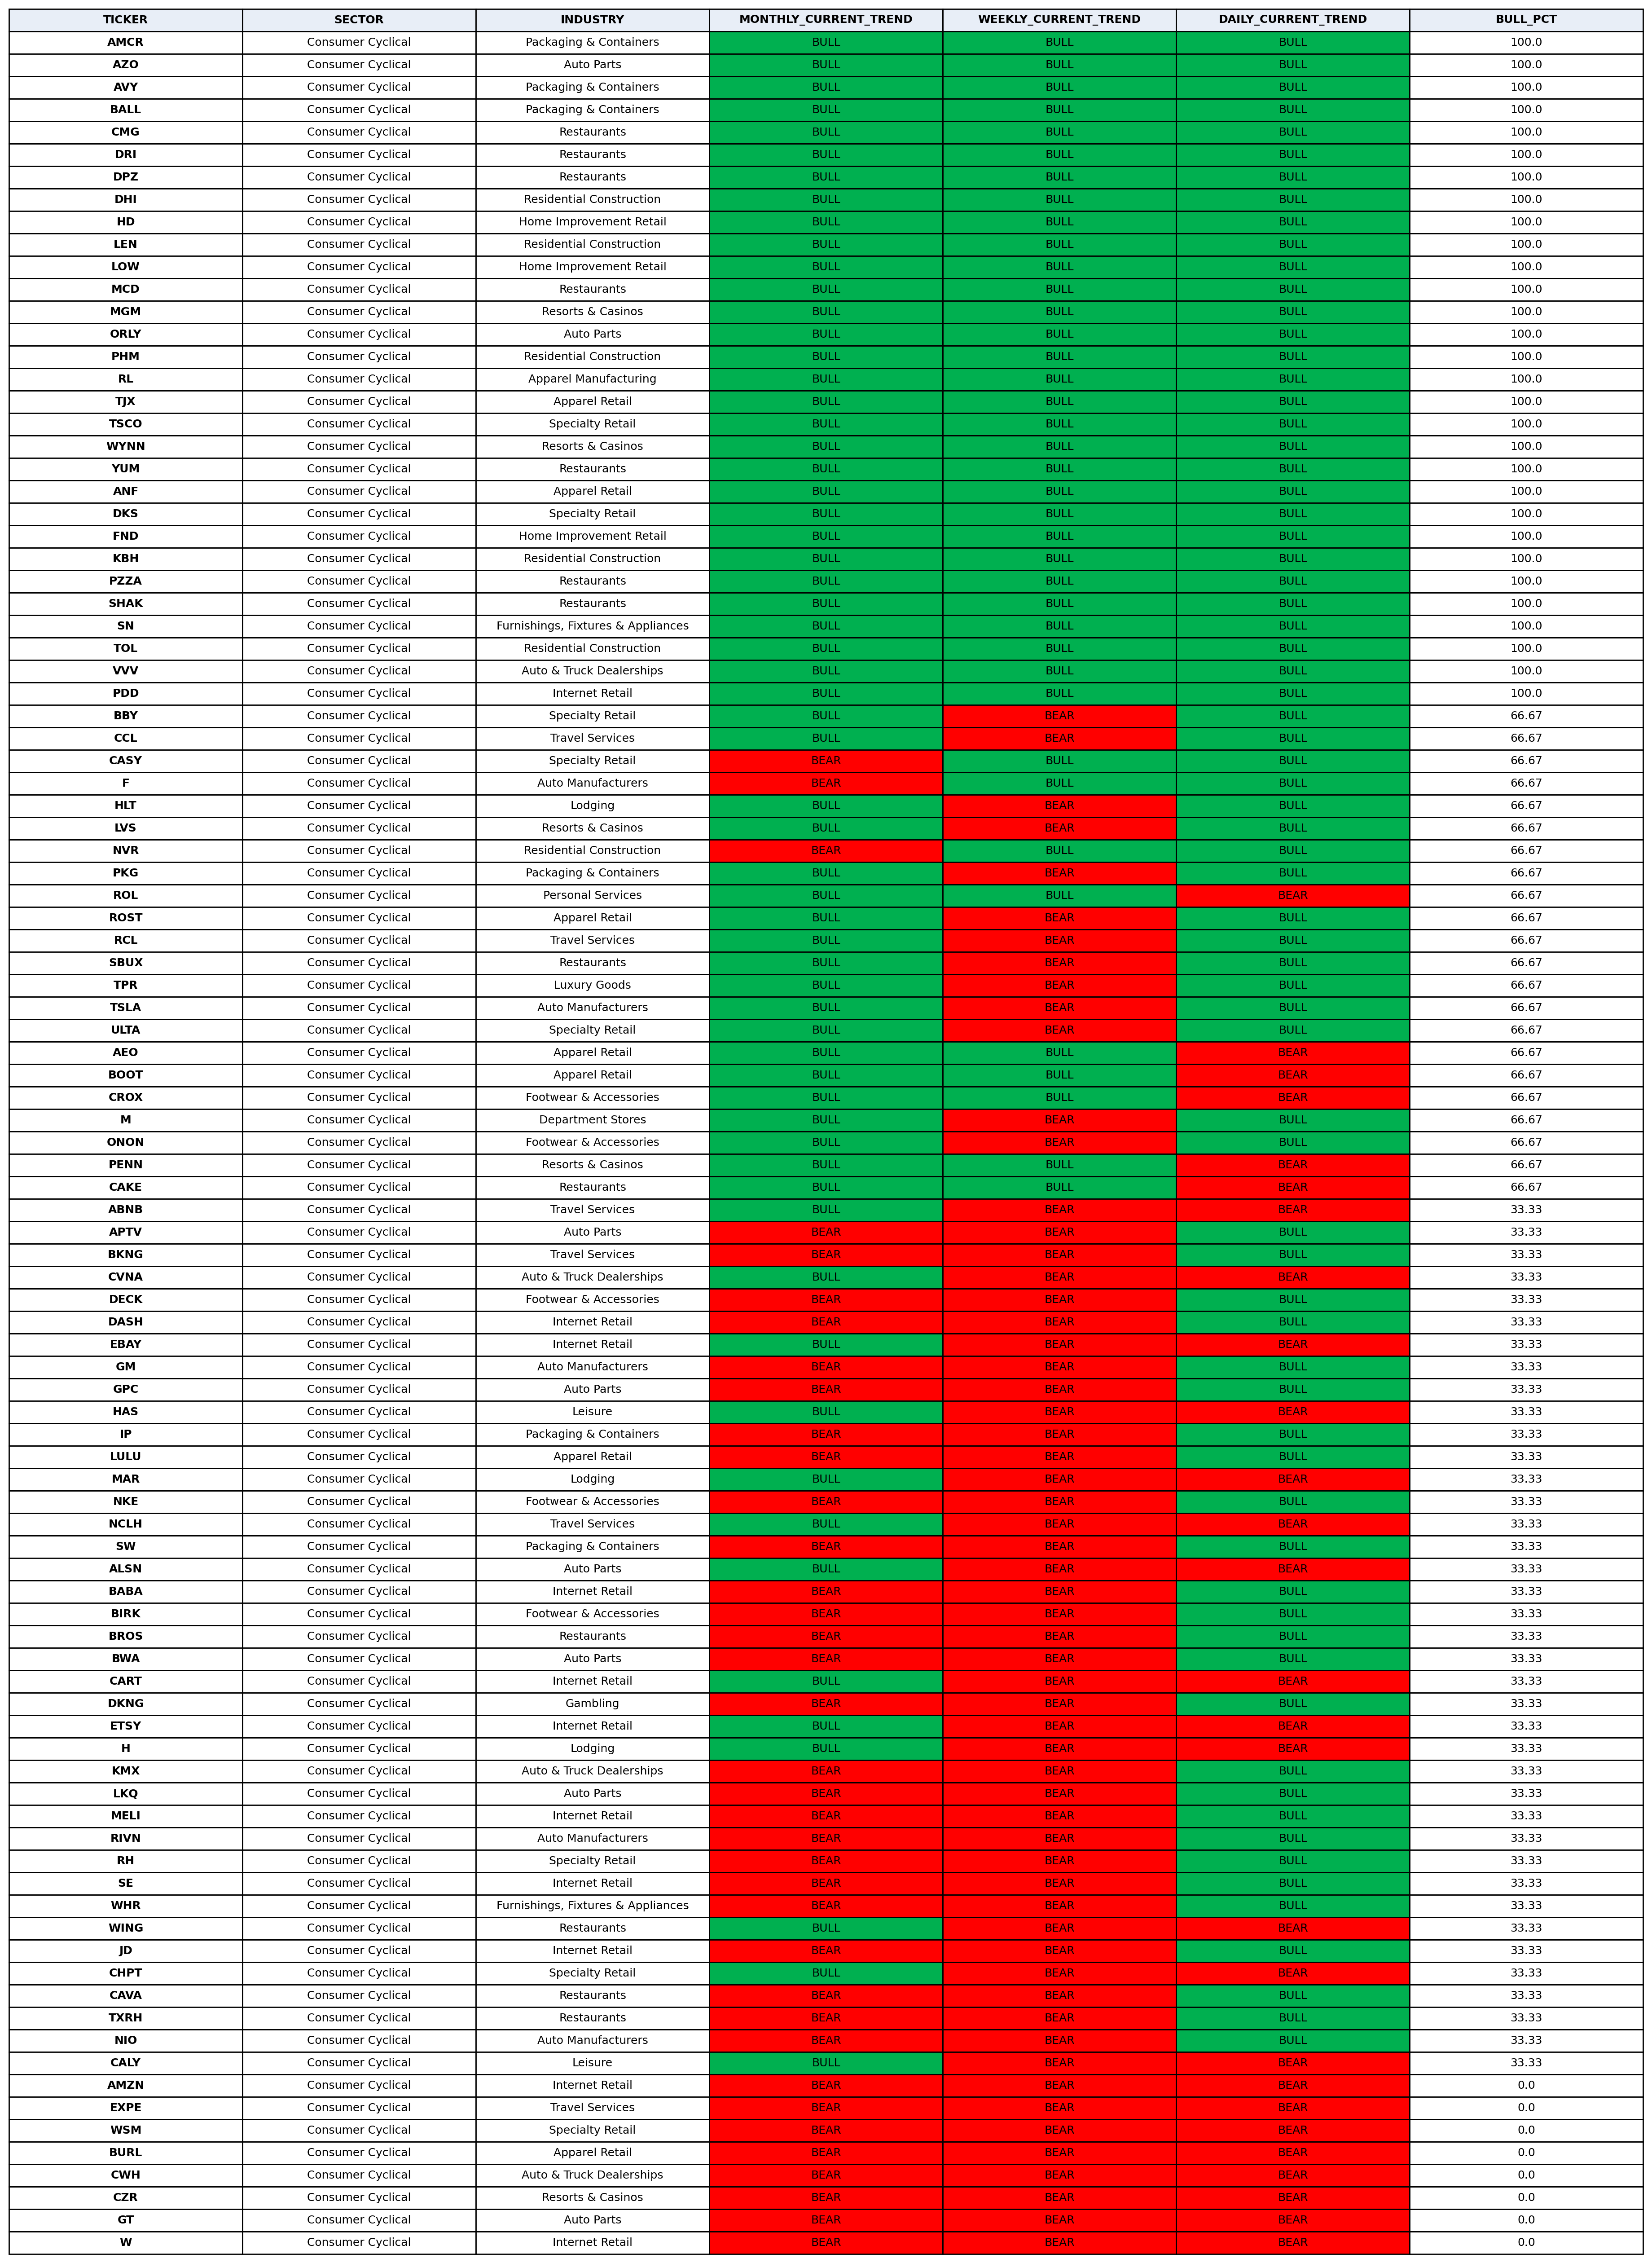 TICKER SECTOR INDUSTRY MONTHLY_CURRENT_TREND WEEKLY_CURRENT_TREND DAILY_CURRENT_TREND BULL_PCT
AMCR Consumer Cyclical Packaging & Containers BULL BULL BULL 100.0
AZO Consumer Cyclical Auto Parts BULL BULL BULL 100.0
AVY Consumer Cyclical Packaging & Containers BULL BULL BULL 100.0
BALL Consumer Cyclical Packaging & Containers BULL BULL BULL 100.0
CMG Consumer Cyclical Restaurants BULL BULL BULL 100.0
DRI Consumer Cyclical Restaurants BULL BULL BULL 100.0
DPZ Consumer Cyclical Restaurants BULL BULL BULL 100.0
DHI Consumer Cyclical Residential Construction BULL BULL BULL 100.0
HD Consumer Cyclical Home Improvement Retail BULL BULL BULL 100.0
LEN Consumer Cyclical Residential Construction BULL BULL BULL 100.0
LOW Consumer Cyclical Home Improvement Retail BULL BULL BULL 100.0
MCD Consumer Cyclical Restaurants BULL BULL BULL 100.0
MGM Consumer Cyclical Resorts & Casinos BULL BULL BULL 100.0
ORLY Consumer Cyclical Auto Parts BULL BULL BULL 100.0
PHM Consumer Cyclical Residential Construction BULL BULL BULL 100.0
RL Consumer Cyclical Apparel Manufacturing BULL BULL BULL 100.0
TJX Consumer Cyclical Apparel Retail BULL BULL BULL 100.0
TSCO Consumer Cyclical Specialty Retail BULL BULL BULL 100.0
WYNN Consumer Cyclical Resorts & Casinos BULL BULL BULL 100.0
YUM Consumer Cyclical Restaurants BULL BULL BULL 100.0
ANF Consumer Cyclical Apparel Retail BULL BULL BULL 100.0
DKS Consumer Cyclical Specialty Retail BULL BULL BULL 100.0
FND Consumer Cyclical Home Improvement Retail BULL BULL BULL 100.0
KBH Consumer Cyclical Residential Construction BULL BULL BULL 100.0
PZZA Consumer Cyclical Restaurants BULL BULL BULL 100.0
SHAK Consumer Cyclical Restaurants BULL BULL BULL 100.0
SN Consumer Cyclical Furnishings, Fixtures & Appliances BULL BULL BULL 100.0
TOL Consumer Cyclical Residential Construction BULL BULL BULL 100.0
VVV Consumer Cyclical Auto & Truck Dealerships BULL BULL BULL 100.0
PDD Consumer Cyclical Internet Retail BULL BULL BULL 100.0
BBY Consumer Cyclical Specialty Retail BULL BEAR BULL 66.67
CCL Consumer Cyclical Travel Services BULL BEAR BULL 66.67
CASY Consumer Cyclical Specialty Retail BEAR BULL BULL 66.67
F Consumer Cyclical Auto Manufacturers BEAR BULL BULL 66.67
HLT Consumer Cyclical Lodging BULL BEAR BULL 66.67
LVS Consumer Cyclical Resorts & Casinos BULL BEAR BULL 66.67
NVR Consumer Cyclical Residential Construction BEAR BULL BULL 66.67
PKG Consumer Cyclical Packaging & Containers BULL BEAR BULL 66.67
ROL Consumer Cyclical Personal Services BULL BULL BEAR 66.67
ROST Consumer Cyclical Apparel Retail BULL BEAR BULL 66.67
RCL Consumer Cyclical Travel Services BULL BEAR BULL 66.67
SBUX Consumer Cyclical Restaurants BULL BEAR BULL 66.67
TPR Consumer Cyclical Luxury Goods BULL BEAR BULL 66.67
TSLA Consumer Cyclical Auto Manufacturers BULL BEAR BULL 66.67
ULTA Consumer Cyclical Specialty Retail BULL BEAR BULL 66.67
AEO Consumer Cyclical Apparel Retail BULL BULL BEAR 66.67
BOOT Consumer Cyclical Apparel Retail BULL BULL BEAR 66.67
CROX Consumer Cyclical Footwear & Accessories BULL BULL BEAR 66.67
M Consumer Cyclical Department Stores BULL BEAR BULL 66.67
ONON Consumer Cyclical Footwear & Accessories BULL BEAR BULL 66.67
PENN Consumer Cyclical Resorts & Casinos BULL BULL BEAR 66.67
CAKE Consumer Cyclical Restaurants BULL BULL BEAR 66.67
ABNB Consumer Cyclical Travel Services BULL BEAR BEAR 33.33
APTV Consumer Cyclical Auto Parts BEAR BEAR BULL 33.33
BKNG Consumer Cyclical Travel Services BEAR BEAR BULL 33.33
CVNA Consumer Cyclical Auto & Truck Dealerships BULL BEAR BEAR 33.33
DECK Consumer Cyclical Footwear & Accessories BEAR BEAR BULL 33.33
DASH Consumer Cyclical Internet Retail BEAR BEAR BULL 33.33
EBAY Consumer Cyclical Internet Retail BULL BEAR BEAR 33.33
GM Consumer Cyclical Auto Manufacturers BEAR BEAR BULL 33.33
GPC Consumer Cyclical Auto Parts BEAR BEAR BULL 33.33
HAS Consumer Cyclical Leisure BULL BEAR BEAR 33.33
IP Consumer Cyclical Packaging & Containers BEAR BEAR BULL 33.33
LULU Consumer Cyclical Apparel Retail BEAR BEAR BULL 33.33
MAR Consumer Cyclical Lodging BULL BEAR BEAR 33.33
NKE Consumer Cyclical Footwear & Accessories BEAR BEAR BULL 33.33
NCLH Consumer Cyclical Travel Services BULL BEAR BEAR 33.33
SW Consumer Cyclical Packaging & Containers BEAR BEAR BULL 33.33
ALSN Consumer Cyclical Auto Parts BULL BEAR BEAR 33.33
BABA Consumer Cyclical Internet Retail BEAR BEAR BULL 33.33
BIRK Consumer Cyclical Footwear & Accessories BEAR BEAR BULL 33.33
BROS Consumer Cyclical Restaurants BEAR BEAR BULL 33.33
BWA Consumer Cyclical Auto Parts BEAR BEAR BULL 33.33
CART Consumer Cyclical Internet Retail BULL BEAR BEAR 33.33
DKNG Consumer Cyclical Gambling BEAR BEAR BULL 33.33
ETSY Consumer Cyclical Internet Retail BULL BEAR BEAR 33.33
H Consumer Cyclical Lodging BULL BEAR BEAR 33.33
KMX Consumer Cyclical Auto & Truck Dealerships BEAR BEAR BULL 33.33
LKQ Consumer Cyclical Auto Parts BEAR BEAR BULL 33.33
MELI Consumer Cyclical Internet Retail BEAR BEAR BULL 33.33
RIVN Consumer Cyclical Auto Manufacturers BEAR BEAR BULL 33.33
RH Consumer Cyclical Specialty Retail BEAR BEAR BULL 33.33
SE Consumer Cyclical Internet Retail BEAR BEAR BULL 33.33
WHR Consumer Cyclical Furnishings, Fixtures & Appliances BEAR BEAR BULL 33.33
WING Consumer Cyclical Restaurants BULL BEAR BEAR 33.33
JD Consumer Cyclical Internet Retail BEAR BEAR BULL 33.33
CHPT Consumer Cyclical Specialty Retail BULL BEAR BEAR 33.33
CAVA Consumer Cyclical Restaurants BEAR BEAR BULL 33.33
TXRH Consumer Cyclical Restaurants BEAR BEAR BULL 33.33
NIO Consumer Cyclical Auto Manufacturers BEAR BEAR BULL 33.33
CALY Consumer Cyclical Leisure BULL BEAR BEAR 33.33
AMZN Consumer Cyclical Internet Retail BEAR BEAR BEAR 0.0
EXPE Consumer Cyclical Travel Services BEAR BEAR BEAR 0.0
WSM Consumer Cyclical Specialty Retail BEAR BEAR BEAR 0.0
BURL Consumer Cyclical Apparel Retail BEAR BEAR BEAR 0.0
CWH Consumer Cyclical Auto & Truck Dealerships BEAR BEAR BEAR 0.0
CZR Consumer Cyclical Resorts & Casinos BEAR BEAR BEAR 0.0
GT Consumer Cyclical Auto Parts BEAR BEAR BEAR 0.0
W Consumer Cyclical Internet Retail BEAR BEAR BEAR 0.0